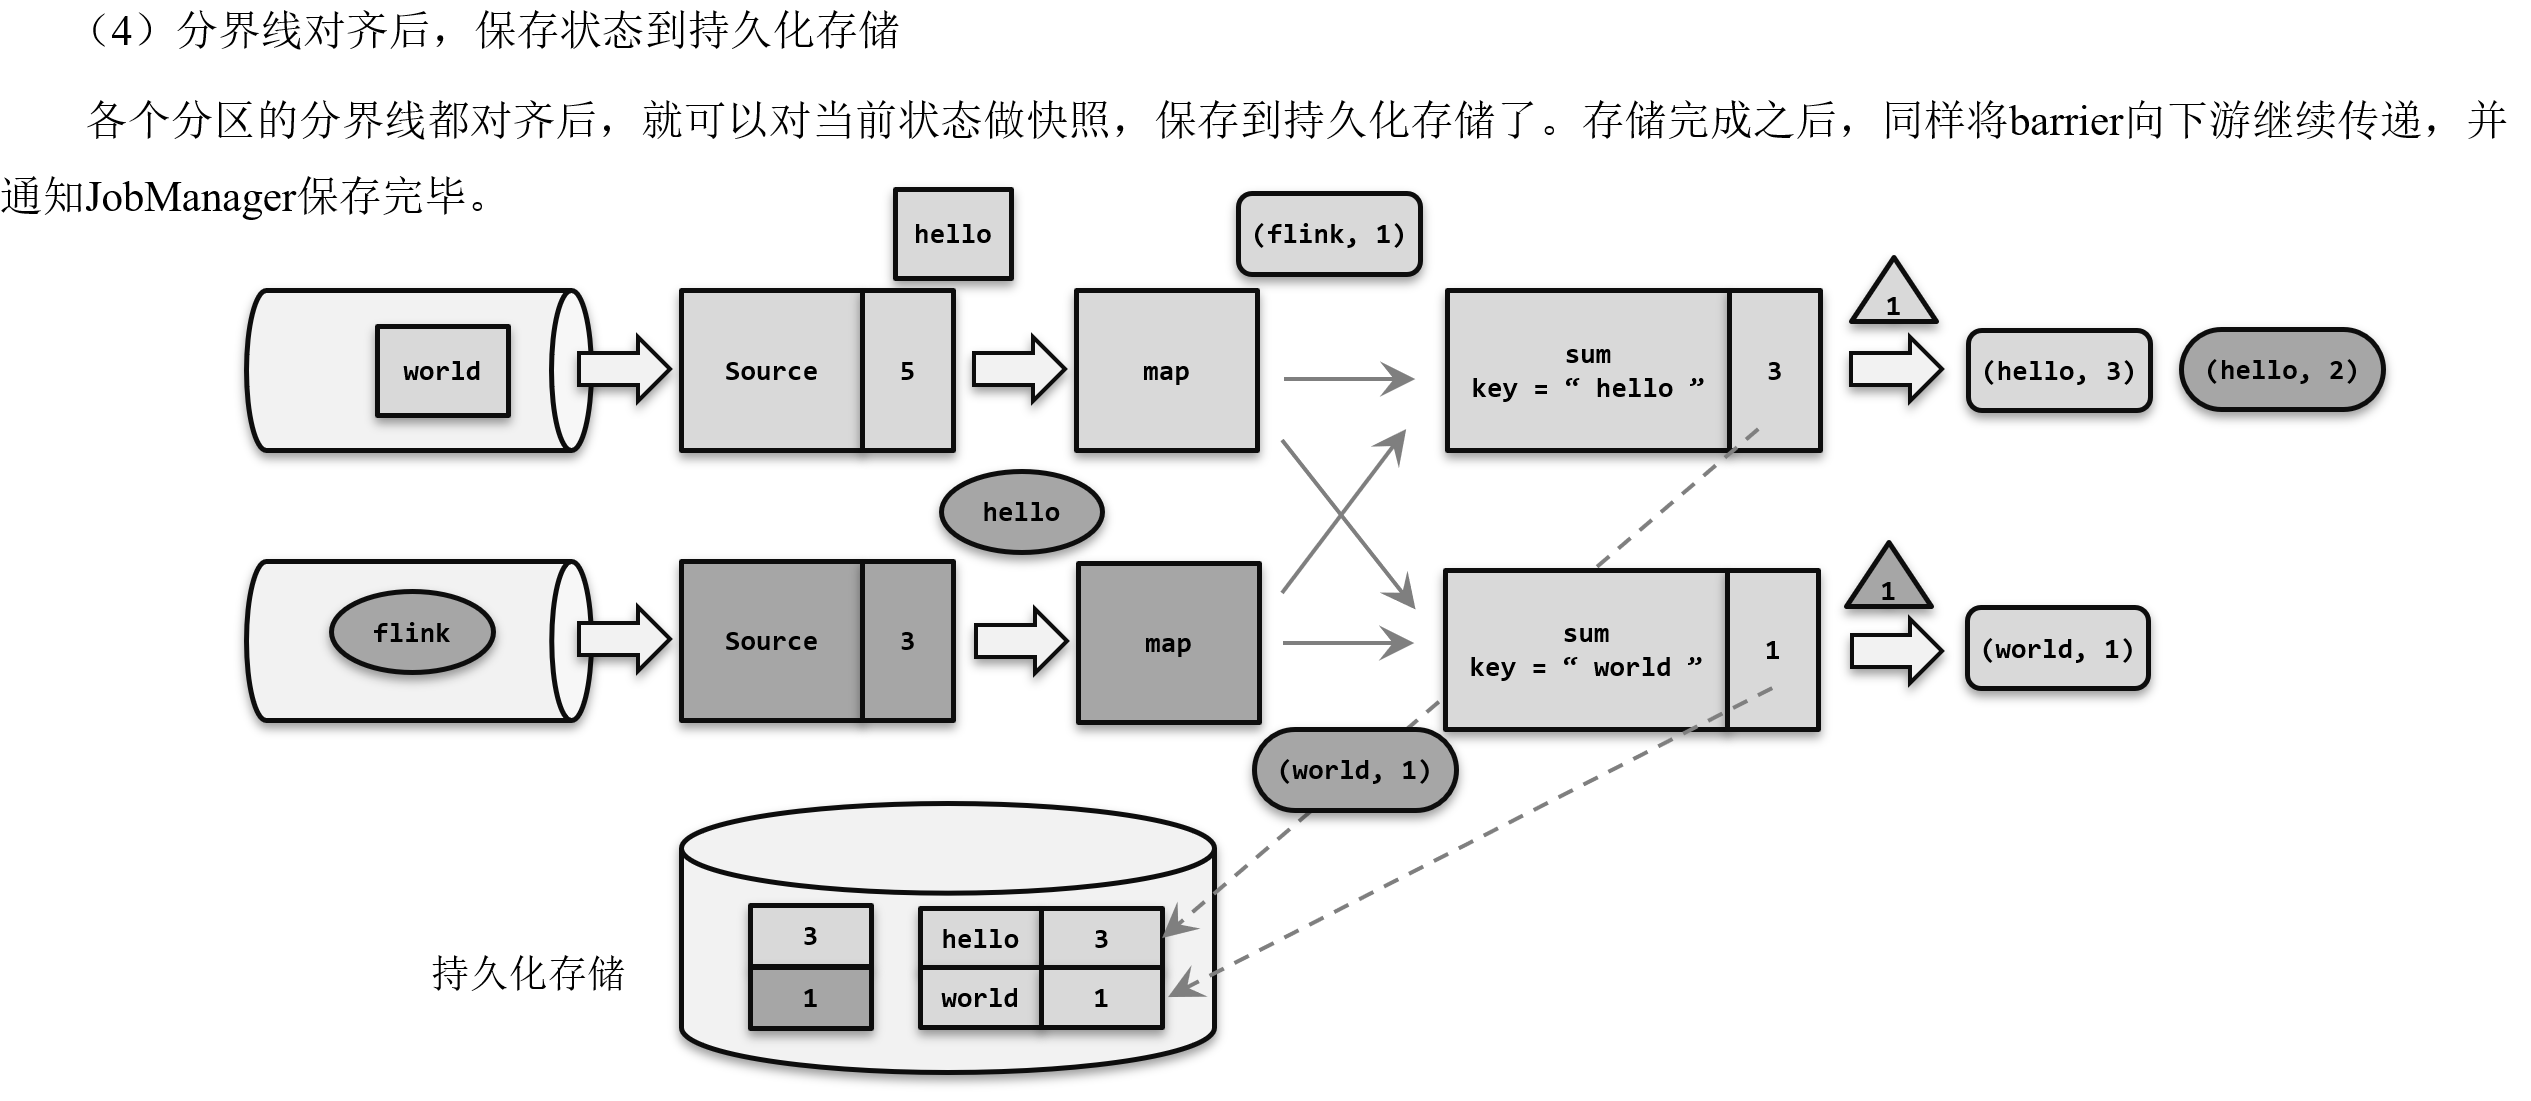 （4）分界线对齐后，保存状态到持久化存储
各个分区的分界线都对齐后，就可以对当前状态做快照，保存到持久化存储了。存储完成之后，同样将barrier向下游继续传递，并
通知JobManager保存完毕。
hello
(flink, 1)
world
Source
5
map
sum
key = “ hello ”
3
1
(hello, 3)
(hello, 2)
hello
flink
Source
3
map
sum
key = “ world ”
1
1
(world, 1)
(world, 1)
持久化存储
3
1
hello
3
world
1